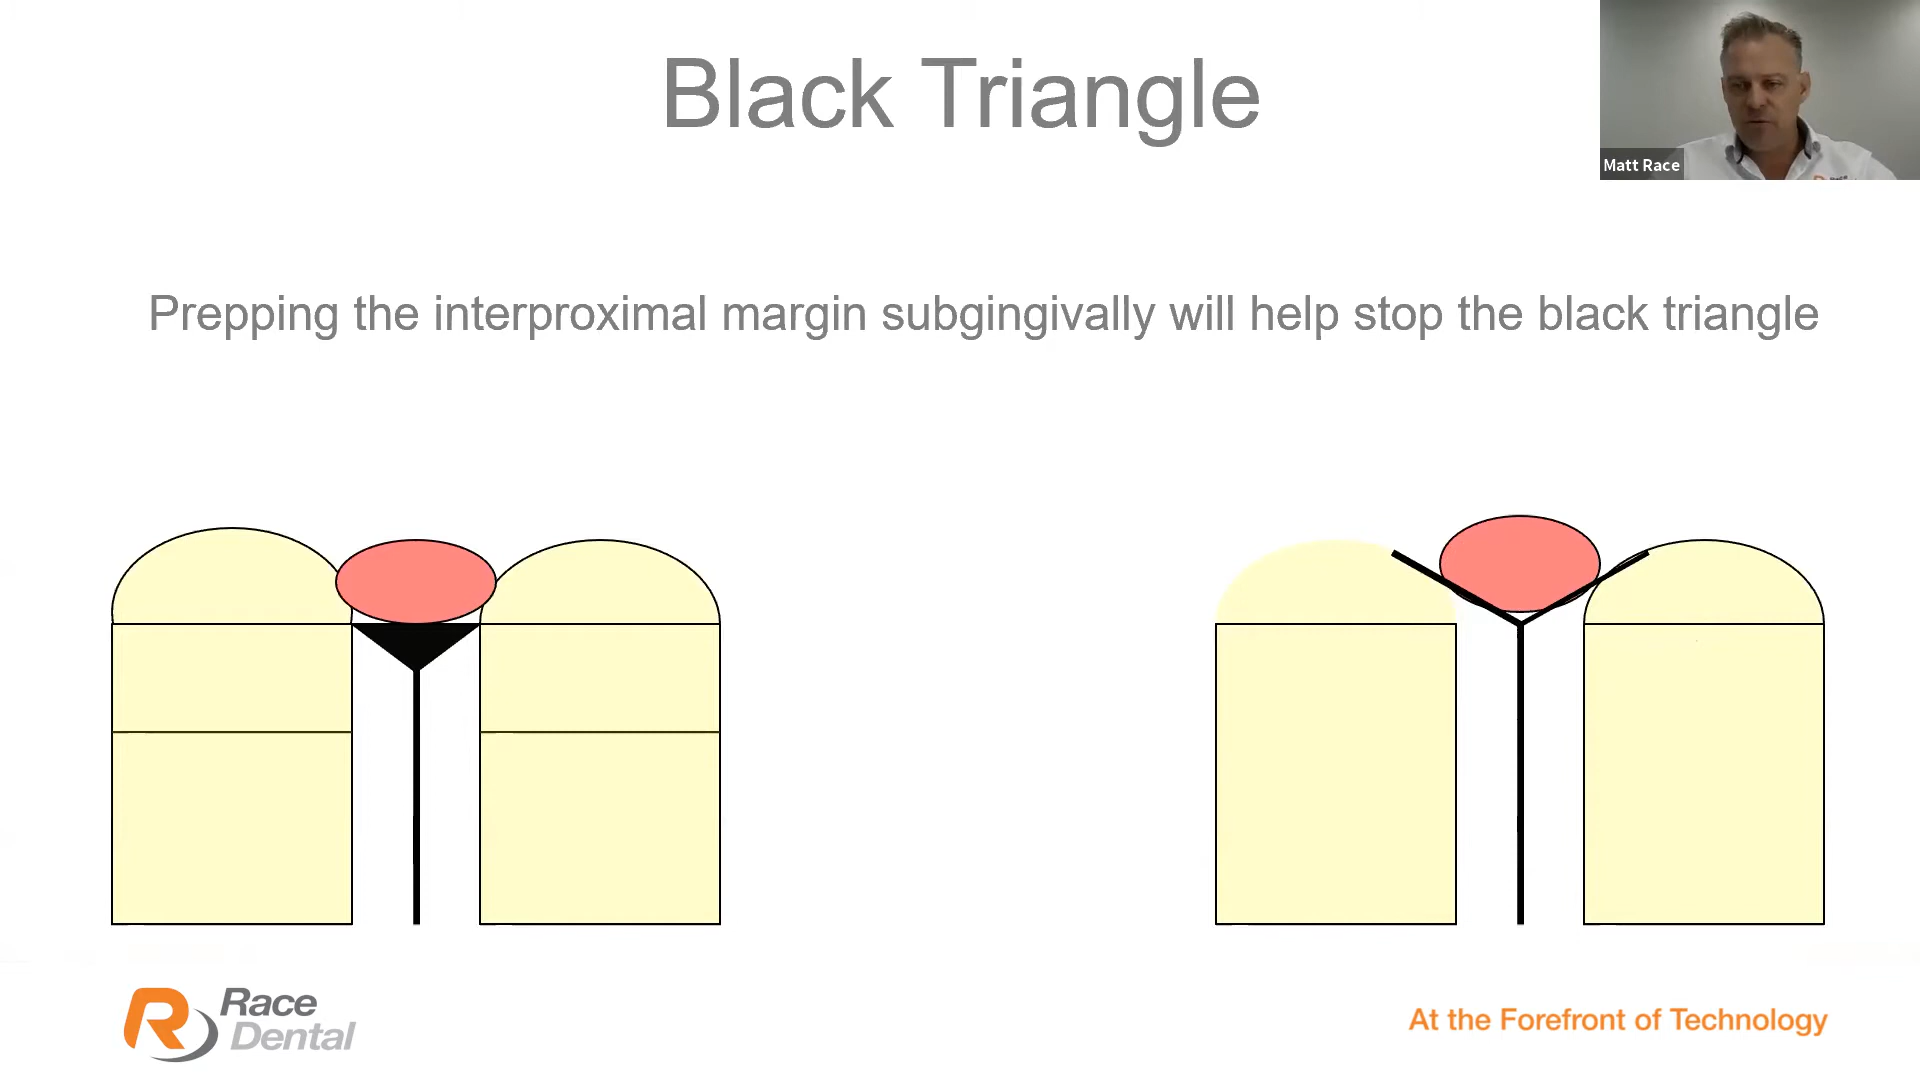 Black Triangle
Matt Race
Prepping the interproximal margin subgingivally will help stop the black triangle
R Race
Dental
At the Forefront of Technology